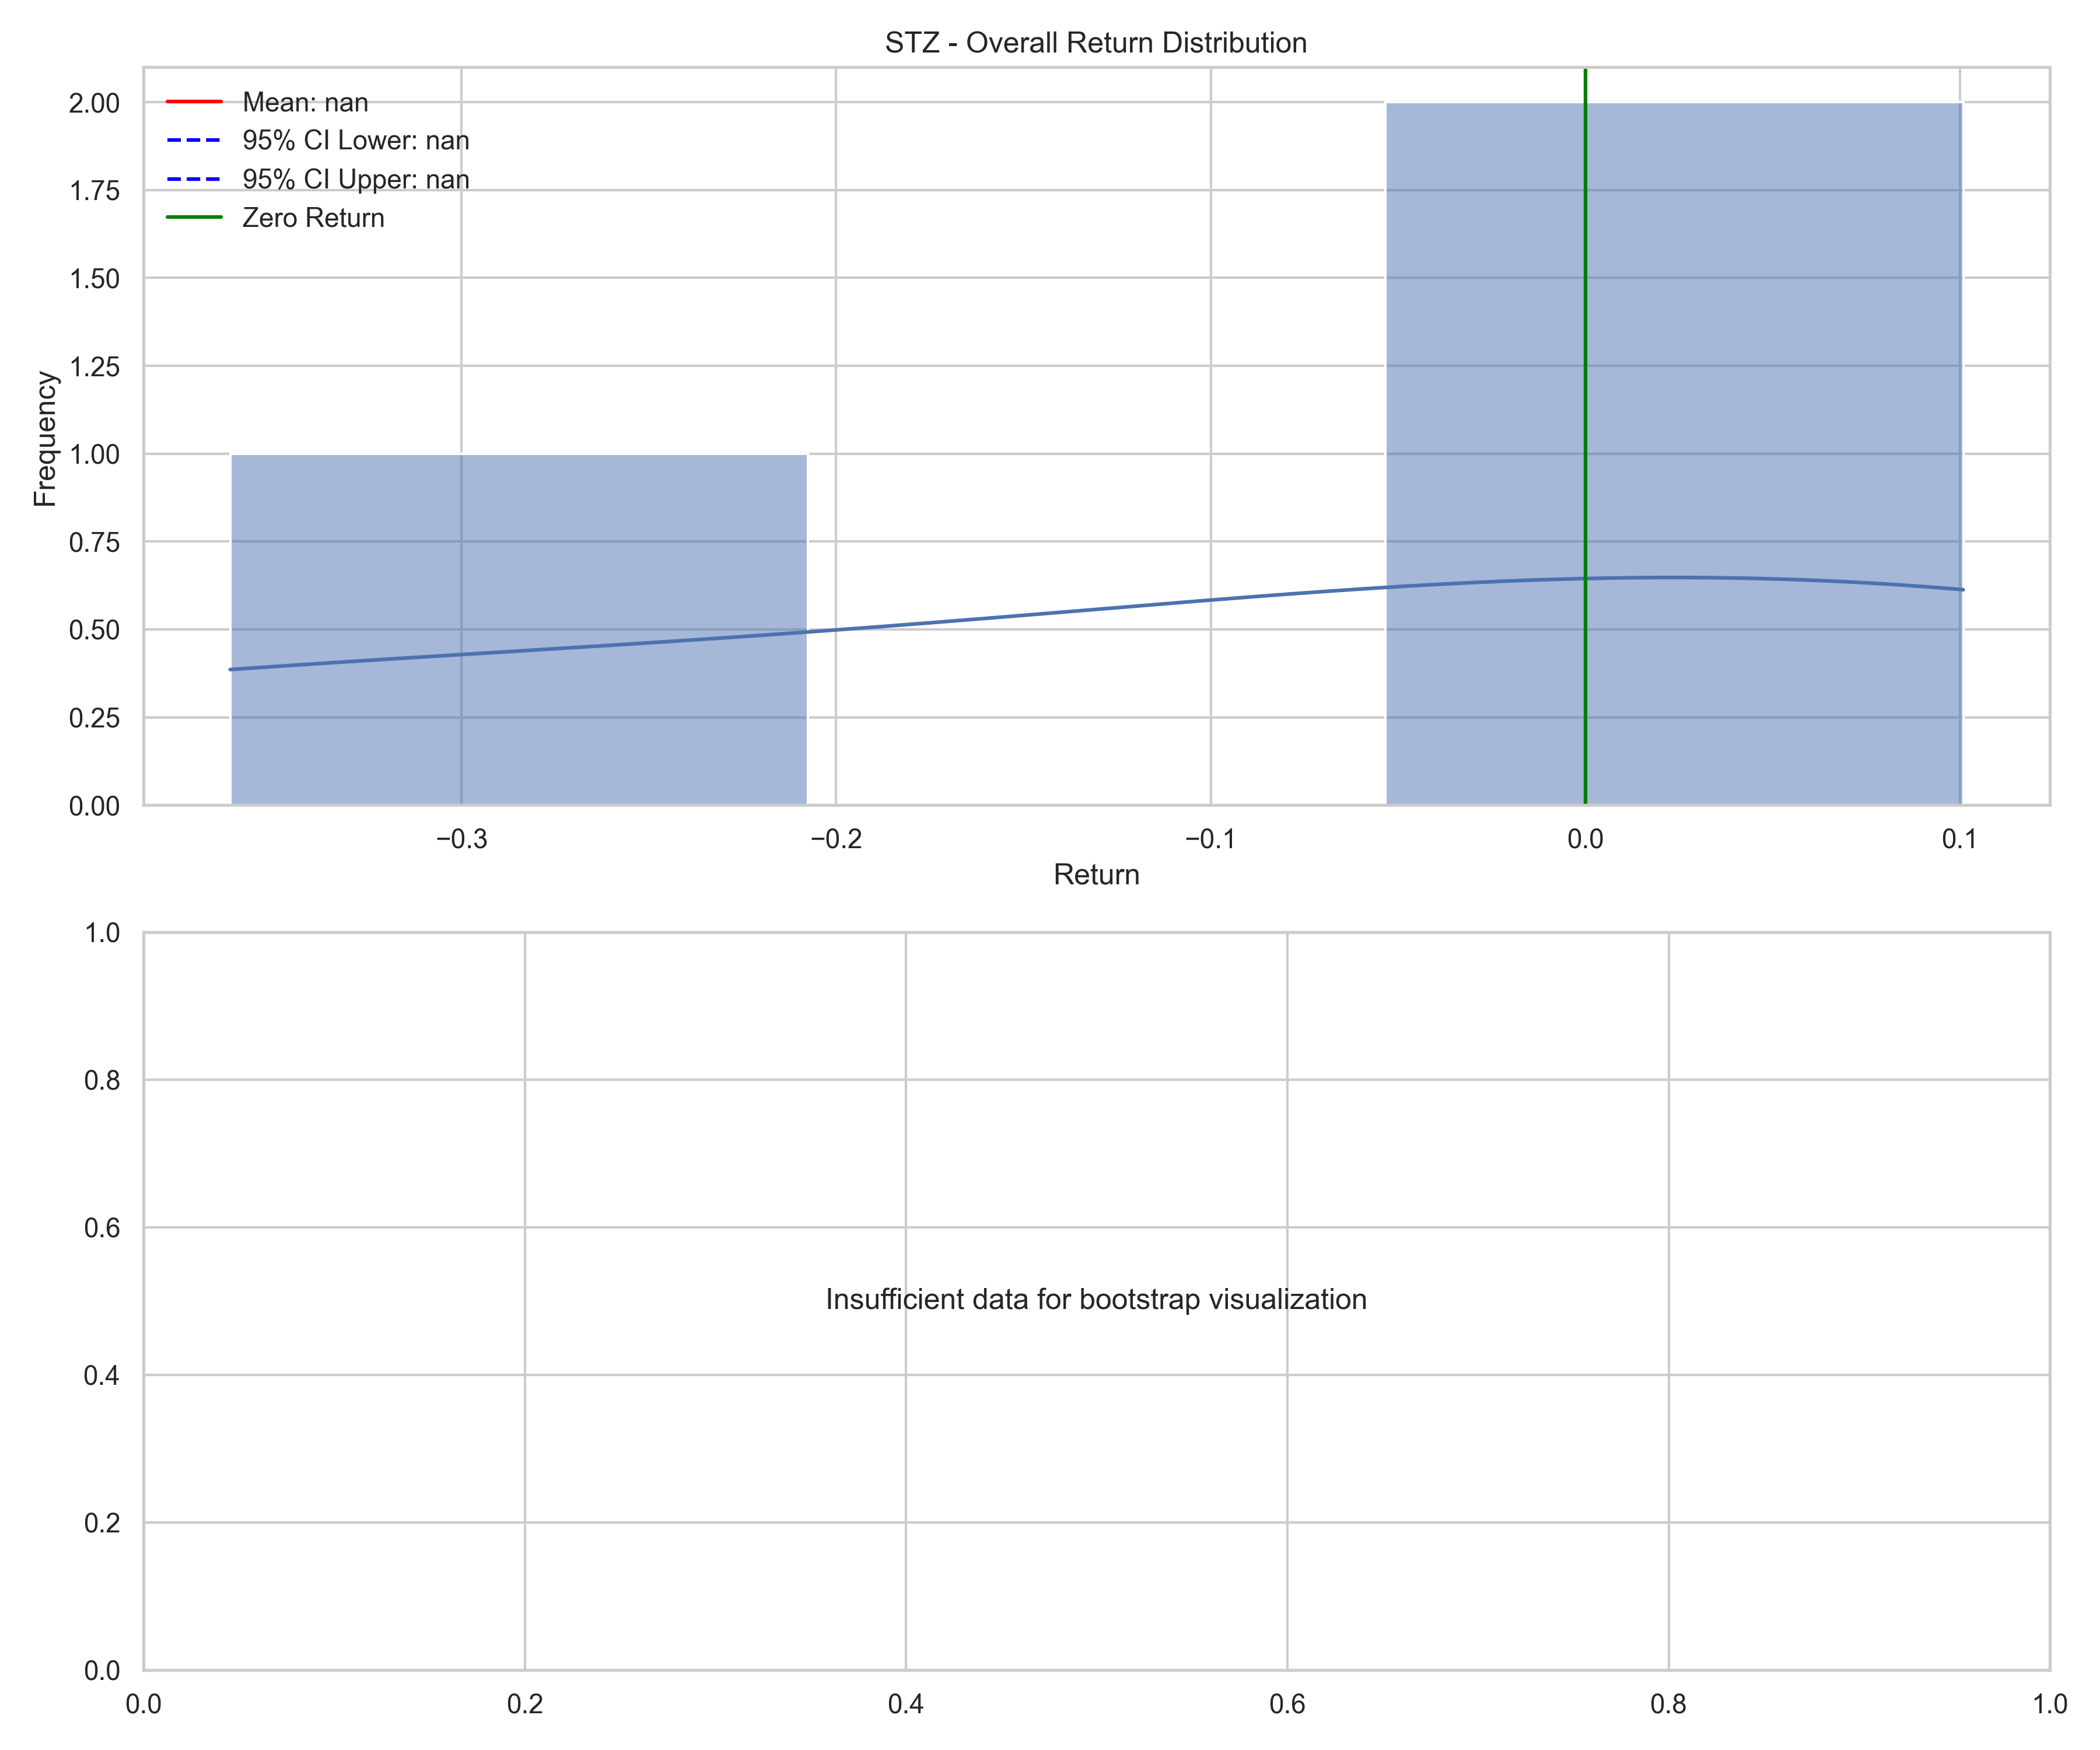 STZ - Overall Return Distribution
Mean: nan
95% CI Lower: nan
95% CI Upper: nan
Zero Return
Frequency
2.00
1.75
1.50
1.25
1.00
0.75
0.50
0.25
0.00
−0.3 −0.2 −0.1 0.0 0.1
Return
1.0
0.8
0.6
0.4
0.2
0.0
Insufficient data for bootstrap visualization
0.0 0.2 0.4 0.6 0.8 1.0